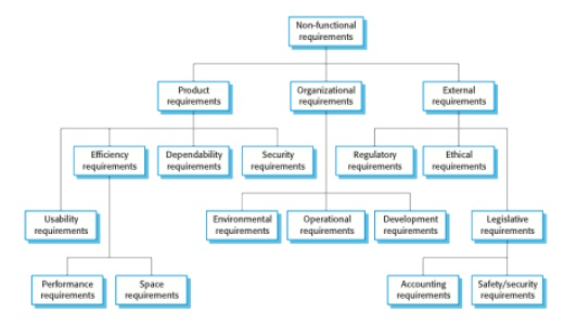 Non-functional
requirements
Product
requirements
Organizational
requirements
External
requirements
Efficiency
requirements
Dependability
requirements
Security
requirements
Regulatory
requirements
Ethical
requirements
Usability
requirements
Environmental
requirements
Operational
requirements
Development
requirements
Legislative
requirements
Performance
requirements
Space
requirements
Accounting
requirements
Safety/security
requirements